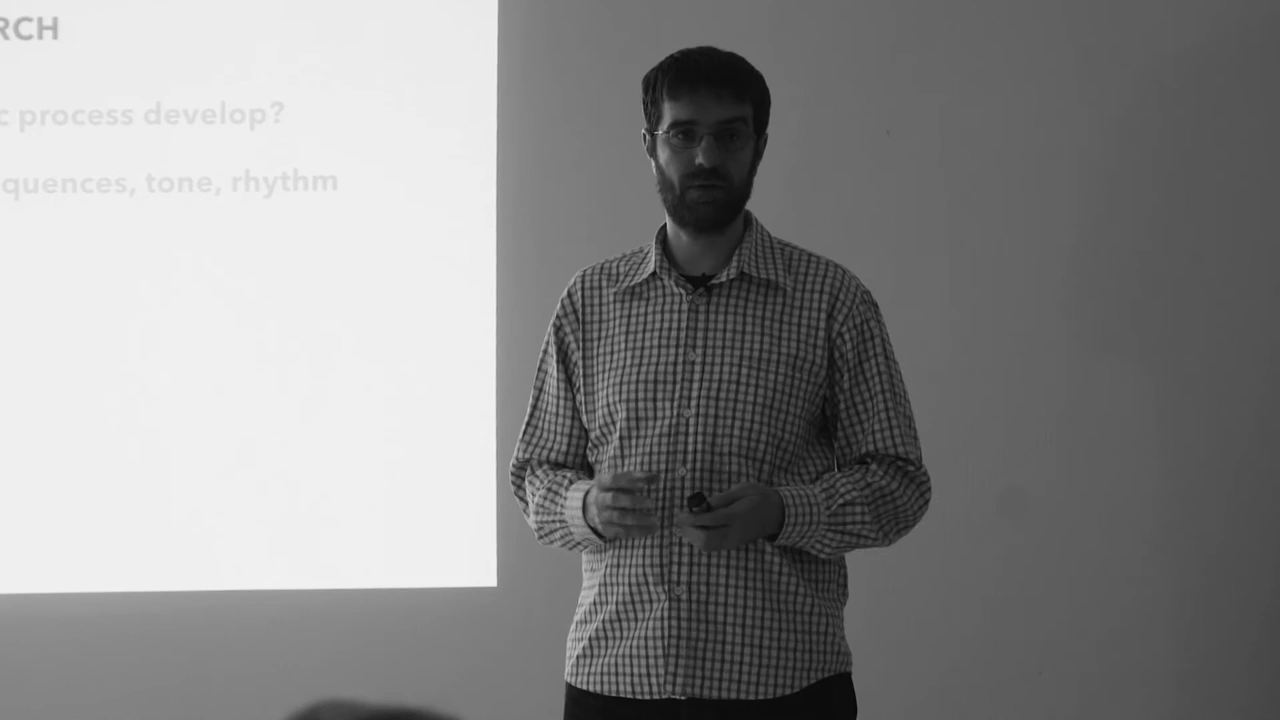 RCH
c process develop?
quences, tone, rhythm